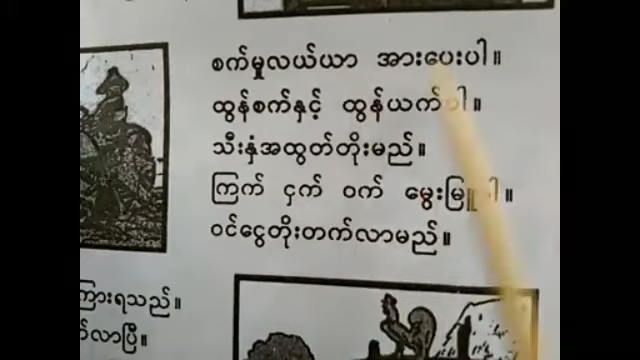 စက်မှုလယ်ယာ အားပေးပါ။
ထွန်စက်နှင့် ထွန်ယက်ပါ။
သီးနှံအထွတ်တိုးမည်။
ကြက် ငှက် ဝက် မွေးမြူပါ။
ဝင်ငွေတိုးတက်လာမည်။
ကြားရသည်။
လာပြီ။